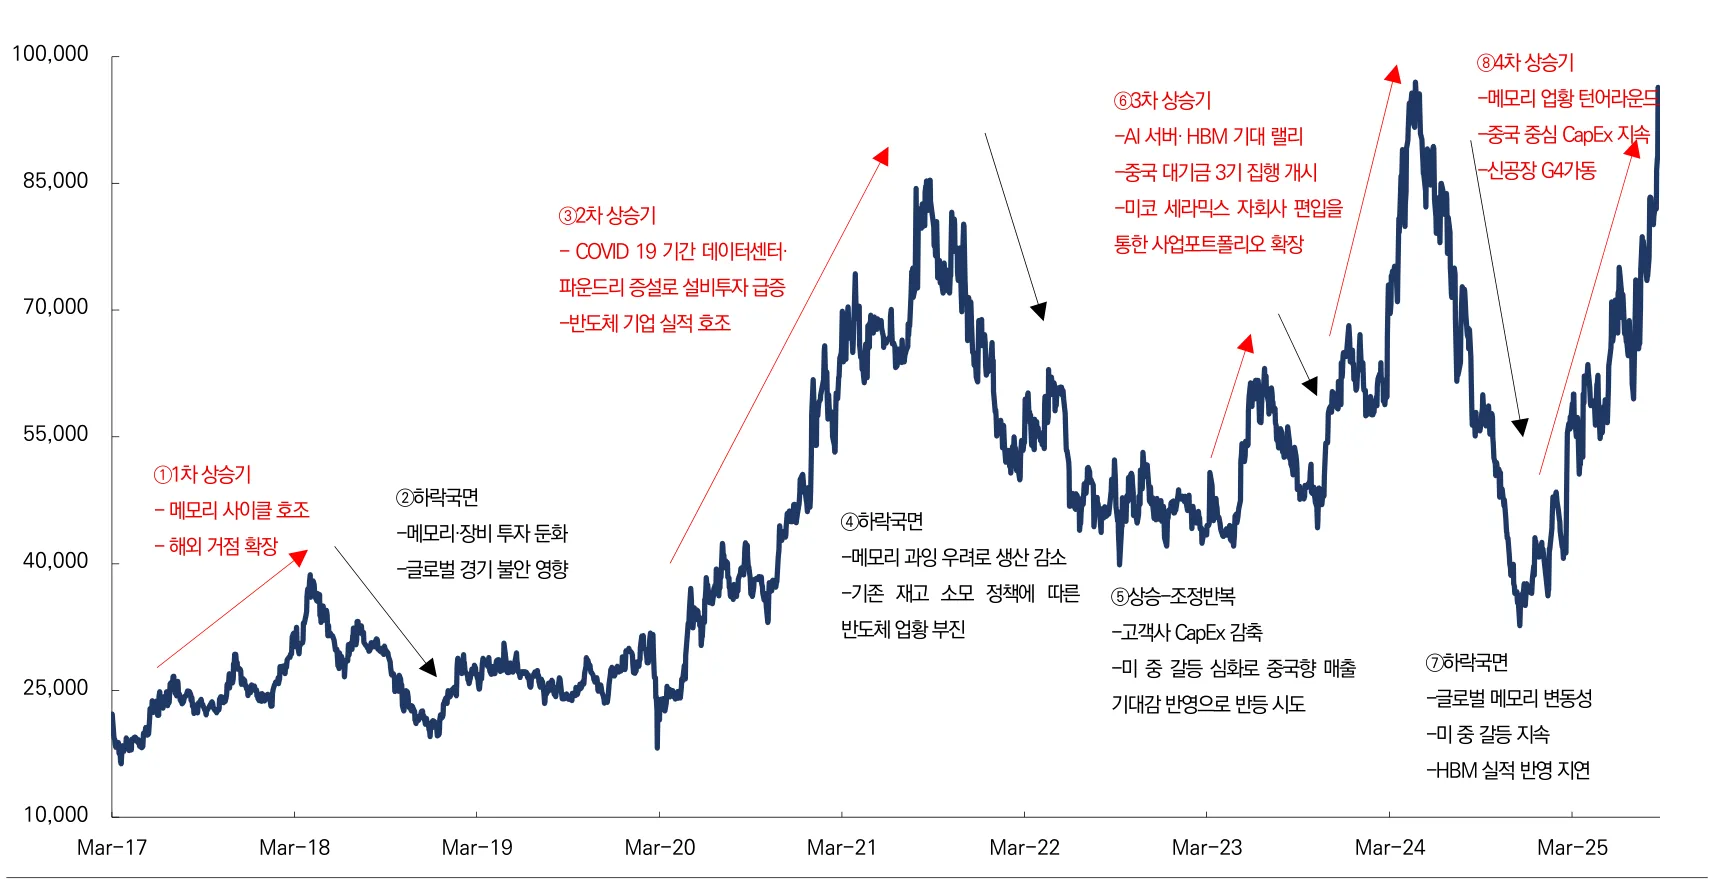 100,000
85,000
70,000
55,000
40,000
25,000
10,000
①1차 상승기
- 메모리 사이클 호조
- 해외 거점 확장
②하락국면
-메모리·장비 투자 둔화
-글로벌 경기 불안 영향
③2차 상승기
- COVID 19 기간 데이터센터·
파운드리 증설로 설비투자 급증
-반도체 기업 실적 호조
④하락국면
-메모리 과잉 우려로 생산 감소
-기존 재고 소모 정책에 따른
반도체 업황 부진
⑤상승-조정반복
-고객사 CapEx 감축
-미 중 갈등 심화로 중국향 매출
기대감 반영으로 반등 시도
⑥3차 상승기
-AI 서버· HBM 기대 랠리
-중국 대기금 3기 집행 개시
-미코 세라믹스 자회사 편입을
통한 사업포트폴리오 확장
⑦하락국면
-글로벌 메모리 변동성
-미 중 갈등 지속
-HBM 실적 반영 지연
⑧4차 상승기
-메모리 업황 턴어라운드
-중국 중심 CapEx 지속
-신공장 G4가동
Mar-17
Mar-18
Mar-19
Mar-20
Mar-21
Mar-22
Mar-23
Mar-24
Mar-25